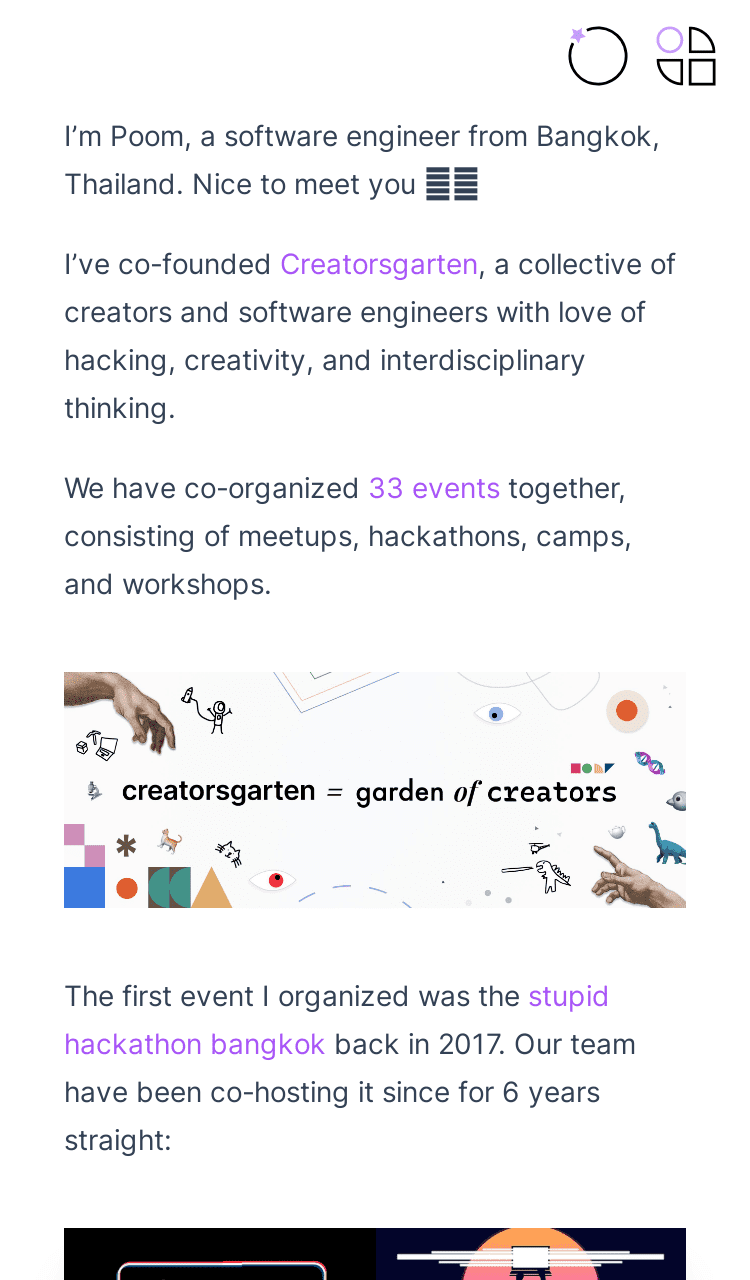 I’m Poom, a software engineer from Bangkok,
Thailand. Nice to meet you
I’ve co-founded Creatorsgarten, a collective of
creators and software engineers with love of
hacking, creativity, and interdisciplinary
thinking.
We have co-organized 33 events together,
consisting of meetups, hackathons, camps,
and workshops.
creatorsgarten = garden of creators
The first event I organized was the stupid
hackathon bangkok back in 2017. Our team
have been co-hosting it since for 6 years
straight: